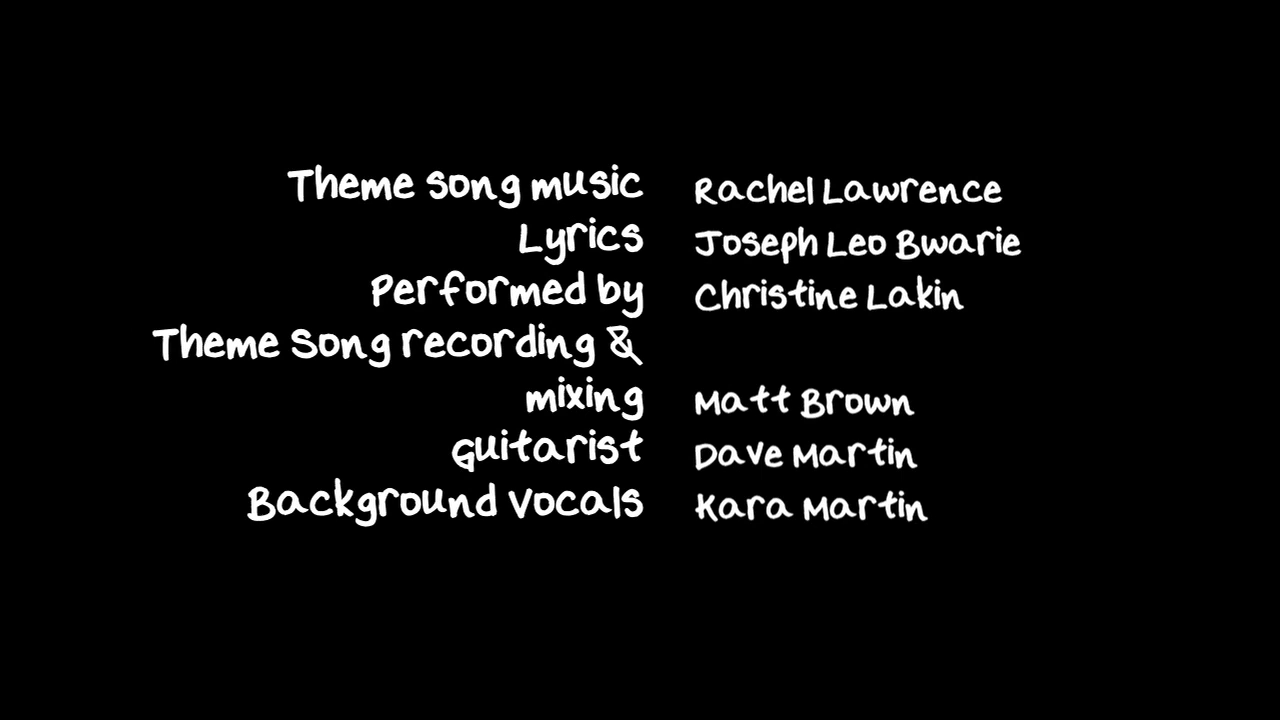 Theme song music Rachel Lawrence
Lyrics Joseph Leo Bwarie
Performed by Christine Lakin
Theme Song recording &
mixing Matt Brown
Guitarist Dave Martin
Background Vocals Kara Martin